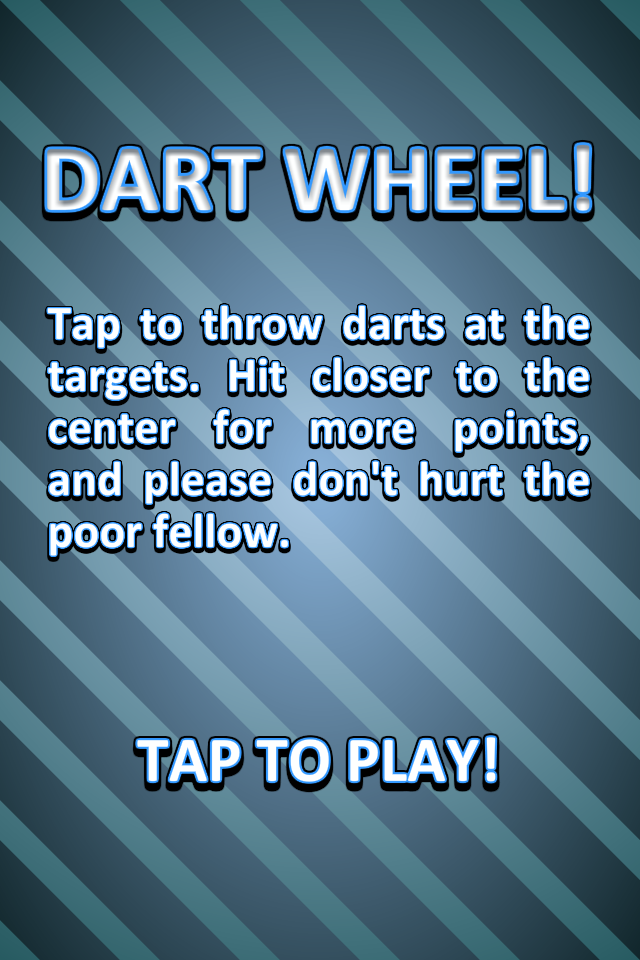 DART WHEEL!
Tap to throw darts at the
targets. Hit closer to the
center for more points,
and please don't hurt the
poor fellow.
TAP TO PLAY!